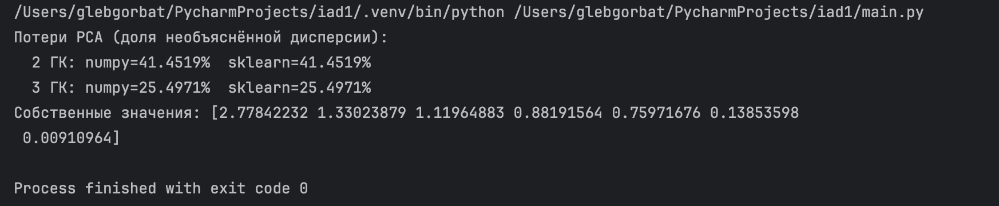 /Users/glebgorbat/PycharmProjects/iad1/.venv/bin/python /Users/glebgorbat/PycharmProjects/iad1/main.py
Потери PCA (доля необъяснённой дисперсии):
  2 ГК: numpy=41.4519%  sklearn=41.4519%
  3 ГК: numpy=25.4971%  sklearn=25.4971%
Собственные значения: [2.77842232 1.33023879 1.11964883 0.88191564 0.75971676 0.13853598
 0.00910964]

Process finished with exit code 0